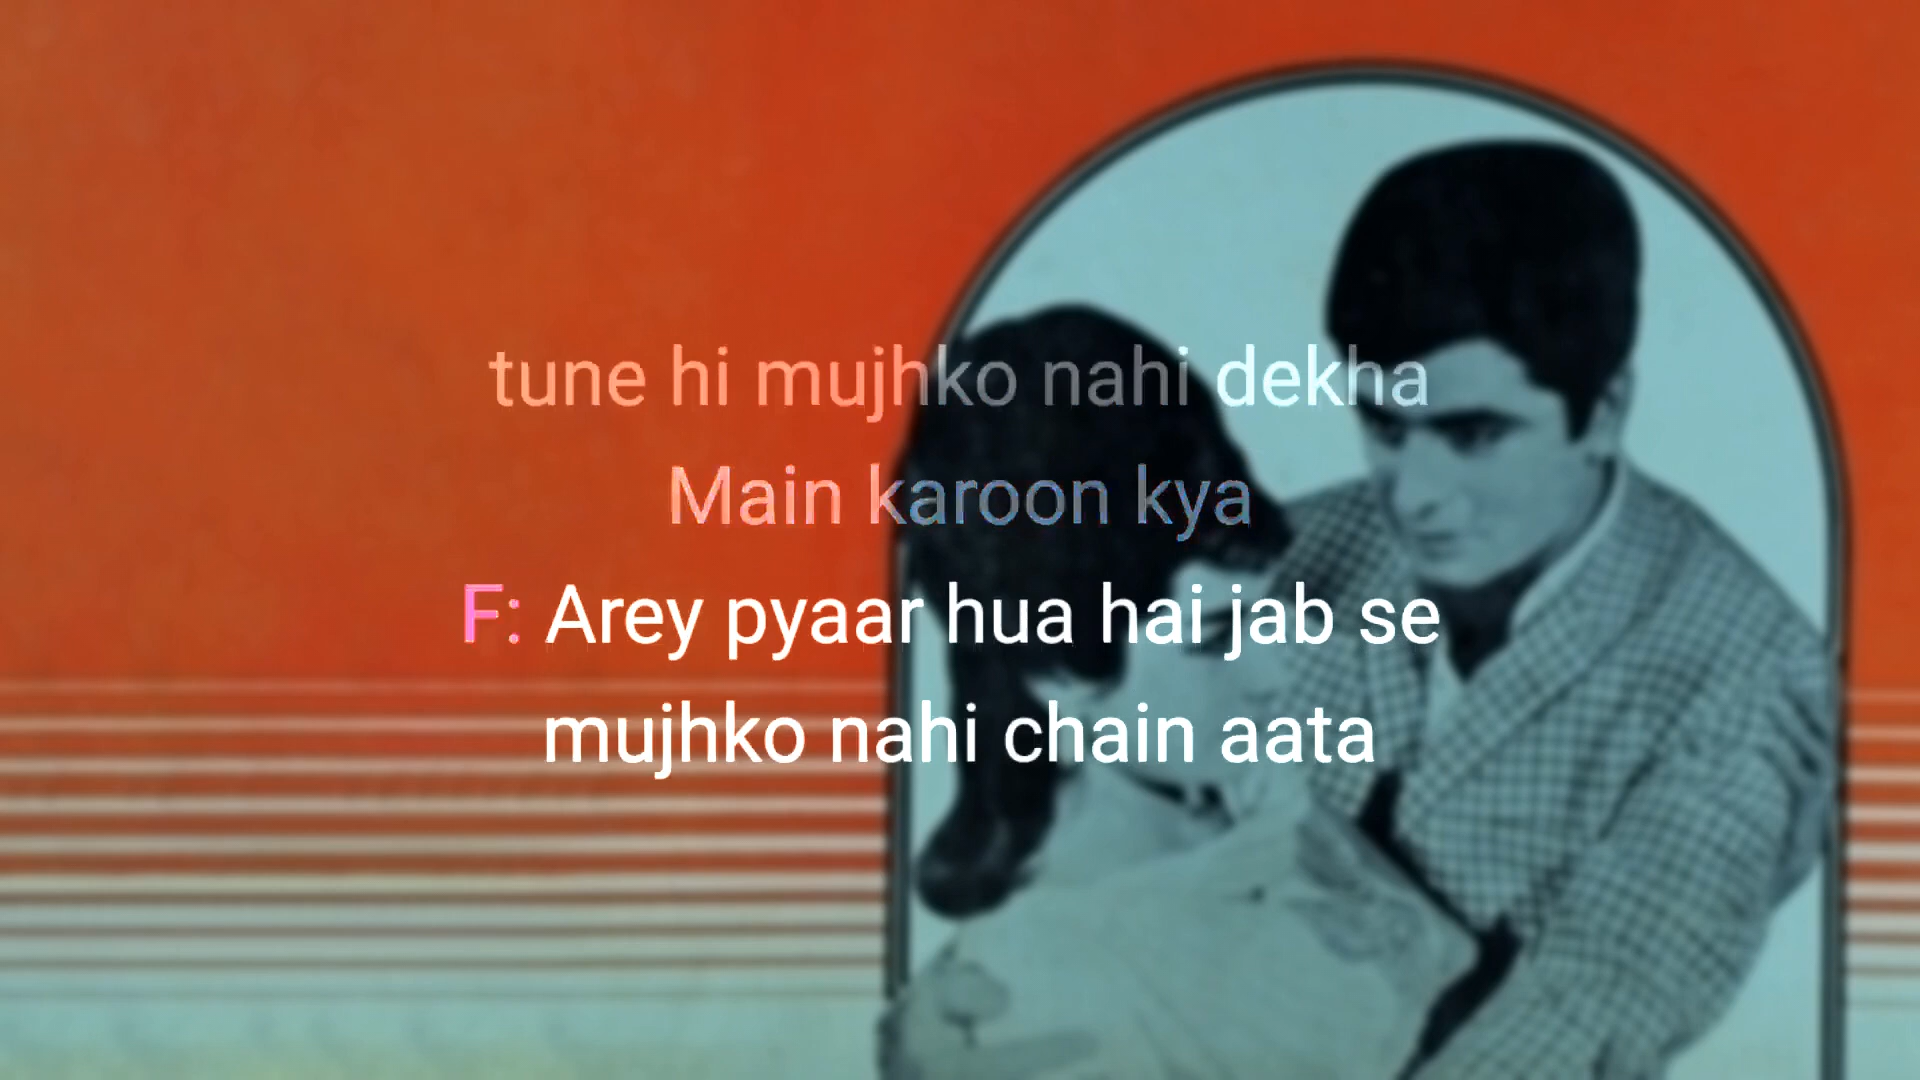 tune hi mujhko nahi dekha
Main karoon kya
F: Arey pyaar hua hai jab se
mujhko nahi chain aata